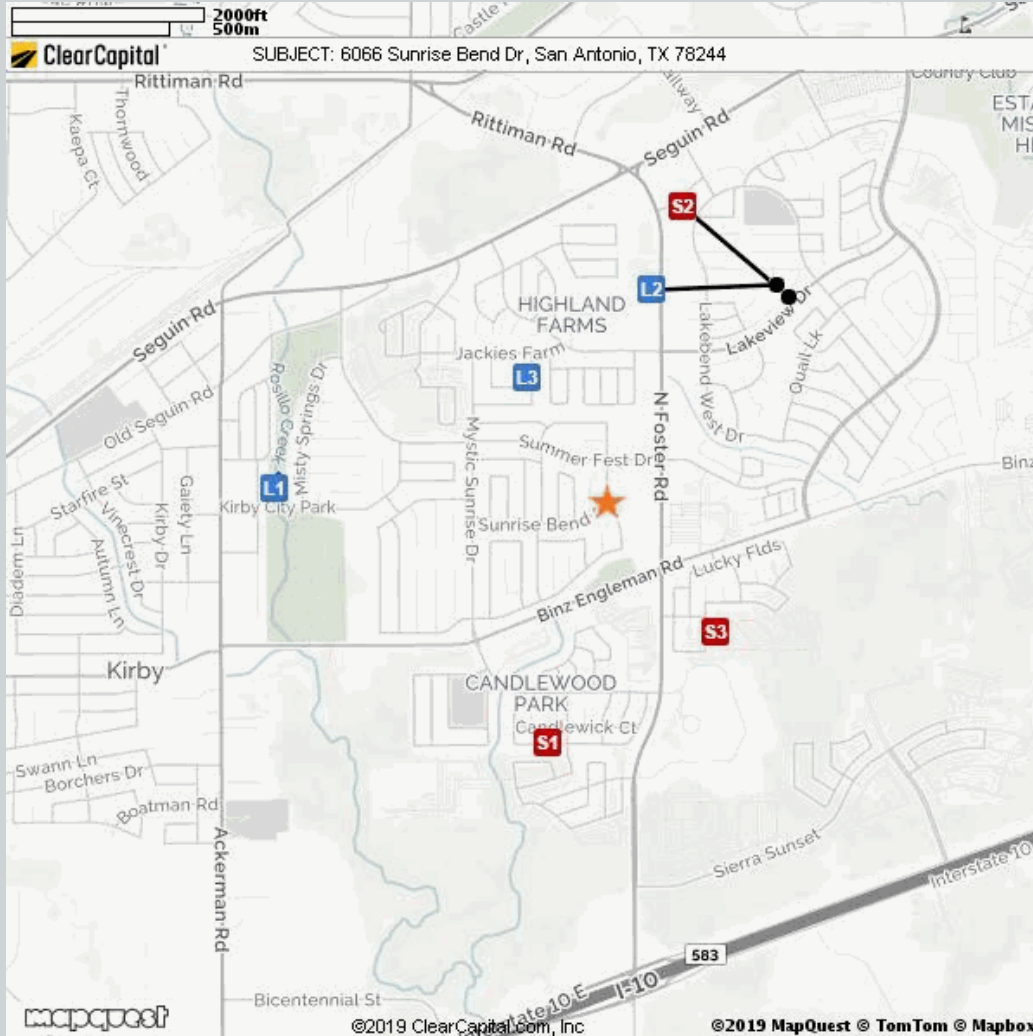 2000ft
500m
ClearCapital
SUBJECT: 6066 Sunrise Bend Dr, San Antonio, TX 78244
Castle
Rittiman Rd
Country Club
Thornwood
Kaepa Ct
Rittiman Rd
Seguin Rd
S2
L2
HIGHLAND
FARMS
Lakeview Dr
Seguin Rd
Jackies Farm
L3
Lakebend West Dr
Quail Lk
Old Seguin Rd
Rosillo Creek
Misty Springs Dr
Mystic Sunrise Dr
N Foster Rd
Summer Fest Dr
Binz
L1
Starfire St
Gaiety Ln
Kirby City Park
Sunrise Bend
Vinecrest Dr
Kirby Dr
Autumn Ln
Diadem Ln
Binz Engleman Rd
Lucky Flds
S3
Kirby
CANDLEWOOD
PARK
Candlewick Ct
S1
Swann Ln
Borchers Dr
Boatman Rd
Ackerman Rd
Sierra Sunset
Interstate 10
583
I-10
Bicentennial St
state 10 E
mapquest
©2019 ClearCapital.com, Inc
©2019 MapQuest © TomTom © Mapbox